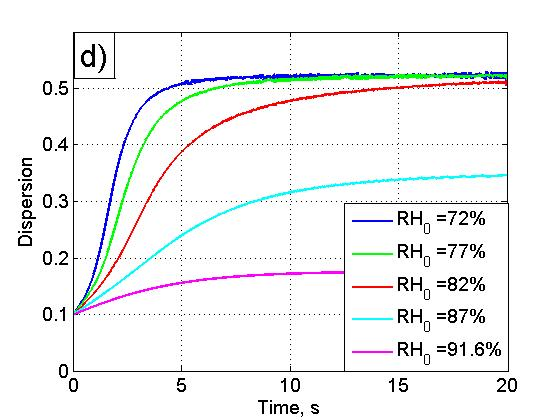 d)
0.5
0.4
0.3
0.2
0.1
0
Dispersion
RH0 =72%
RH0 =77%
RH0 =82%
RH0 =87%
RH0 =91.6%
0 5 10 15 20
Time, s